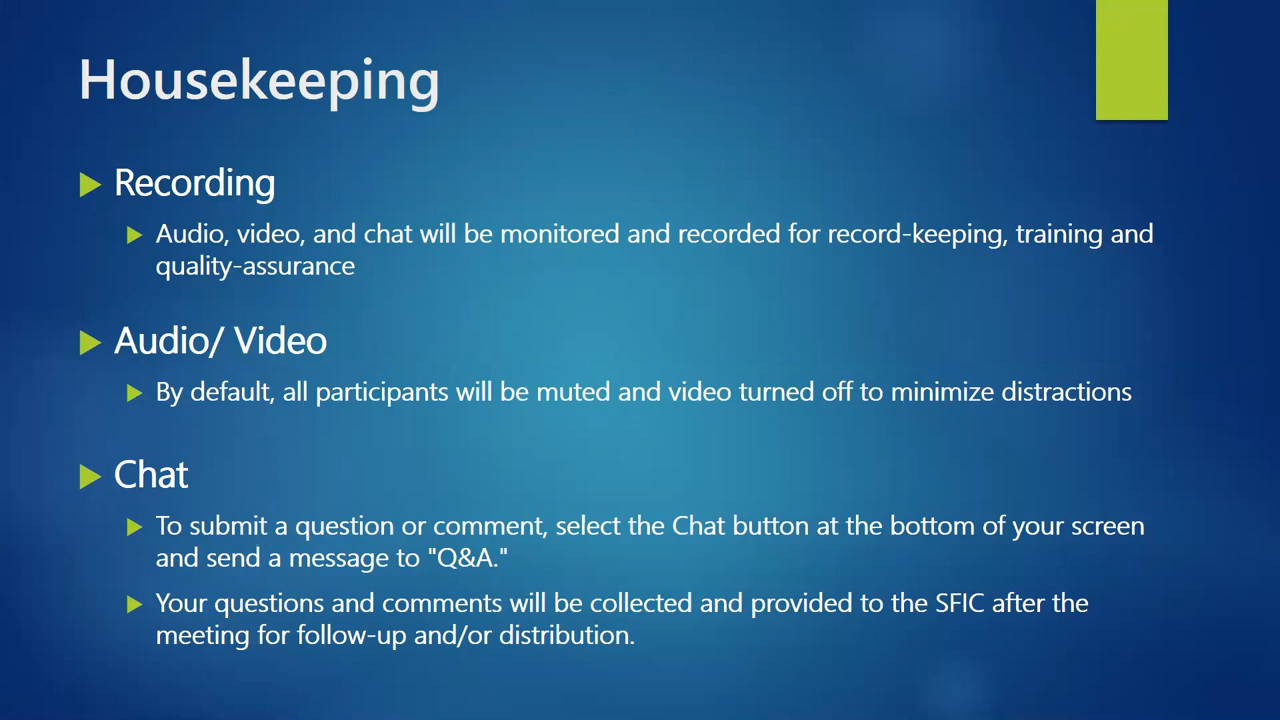 Housekeeping
Recording
Audio, video, and chat will be monitored and recorded for record-keeping, training and
quality-assurance
Audio/ Video
By default, all participants will be muted and video turned off to minimize distractions
Chat
To submit a question or comment, select the Chat button at the bottom of your screen
and send a message to "Q&A."
Your questions and comments will be collected and provided to the SFIC after the
meeting for follow-up and/or distribution.